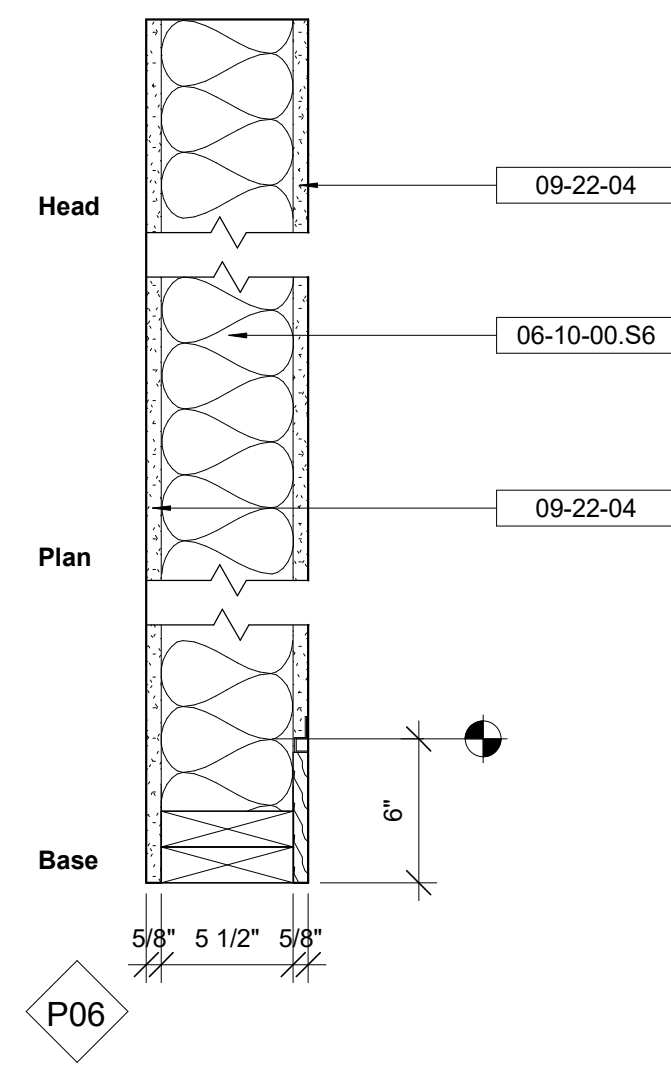 Head
09-22-04
06-10-00.S6
09-22-04
Plan
6"
Base
5/8" 5 1/2" 5/8"
P06